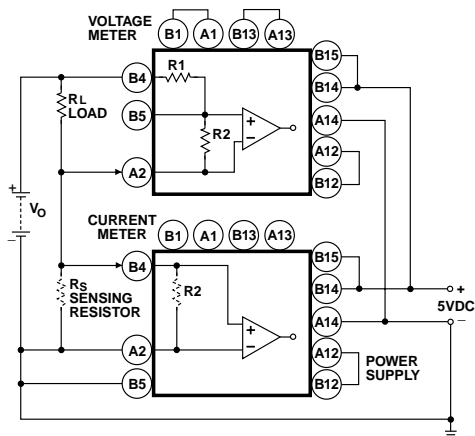 VOLTAGE
METER
B1
A1
B13
A13
B4
R1
B5
R2
A2
+
−
B15
B14
A14
A12
B12
RL
LOAD
+
VO
−
CURRENT
METER
B1
A1
B13
A13
B4
R2
A2
B5
+
−
RS
SENSING
RESISTOR
B15
B14
A14
A12
B12
+
5VDC
−
POWER
SUPPLY